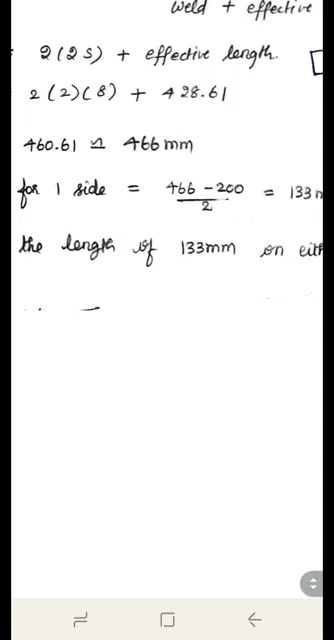 weld + effective
2(2s) + effective length.
2(2)(8) + 428.61
460.61 ≃ 466 mm
for 1 side = 466 - 200 / 2 = 133 m
the length of 133mm on eith